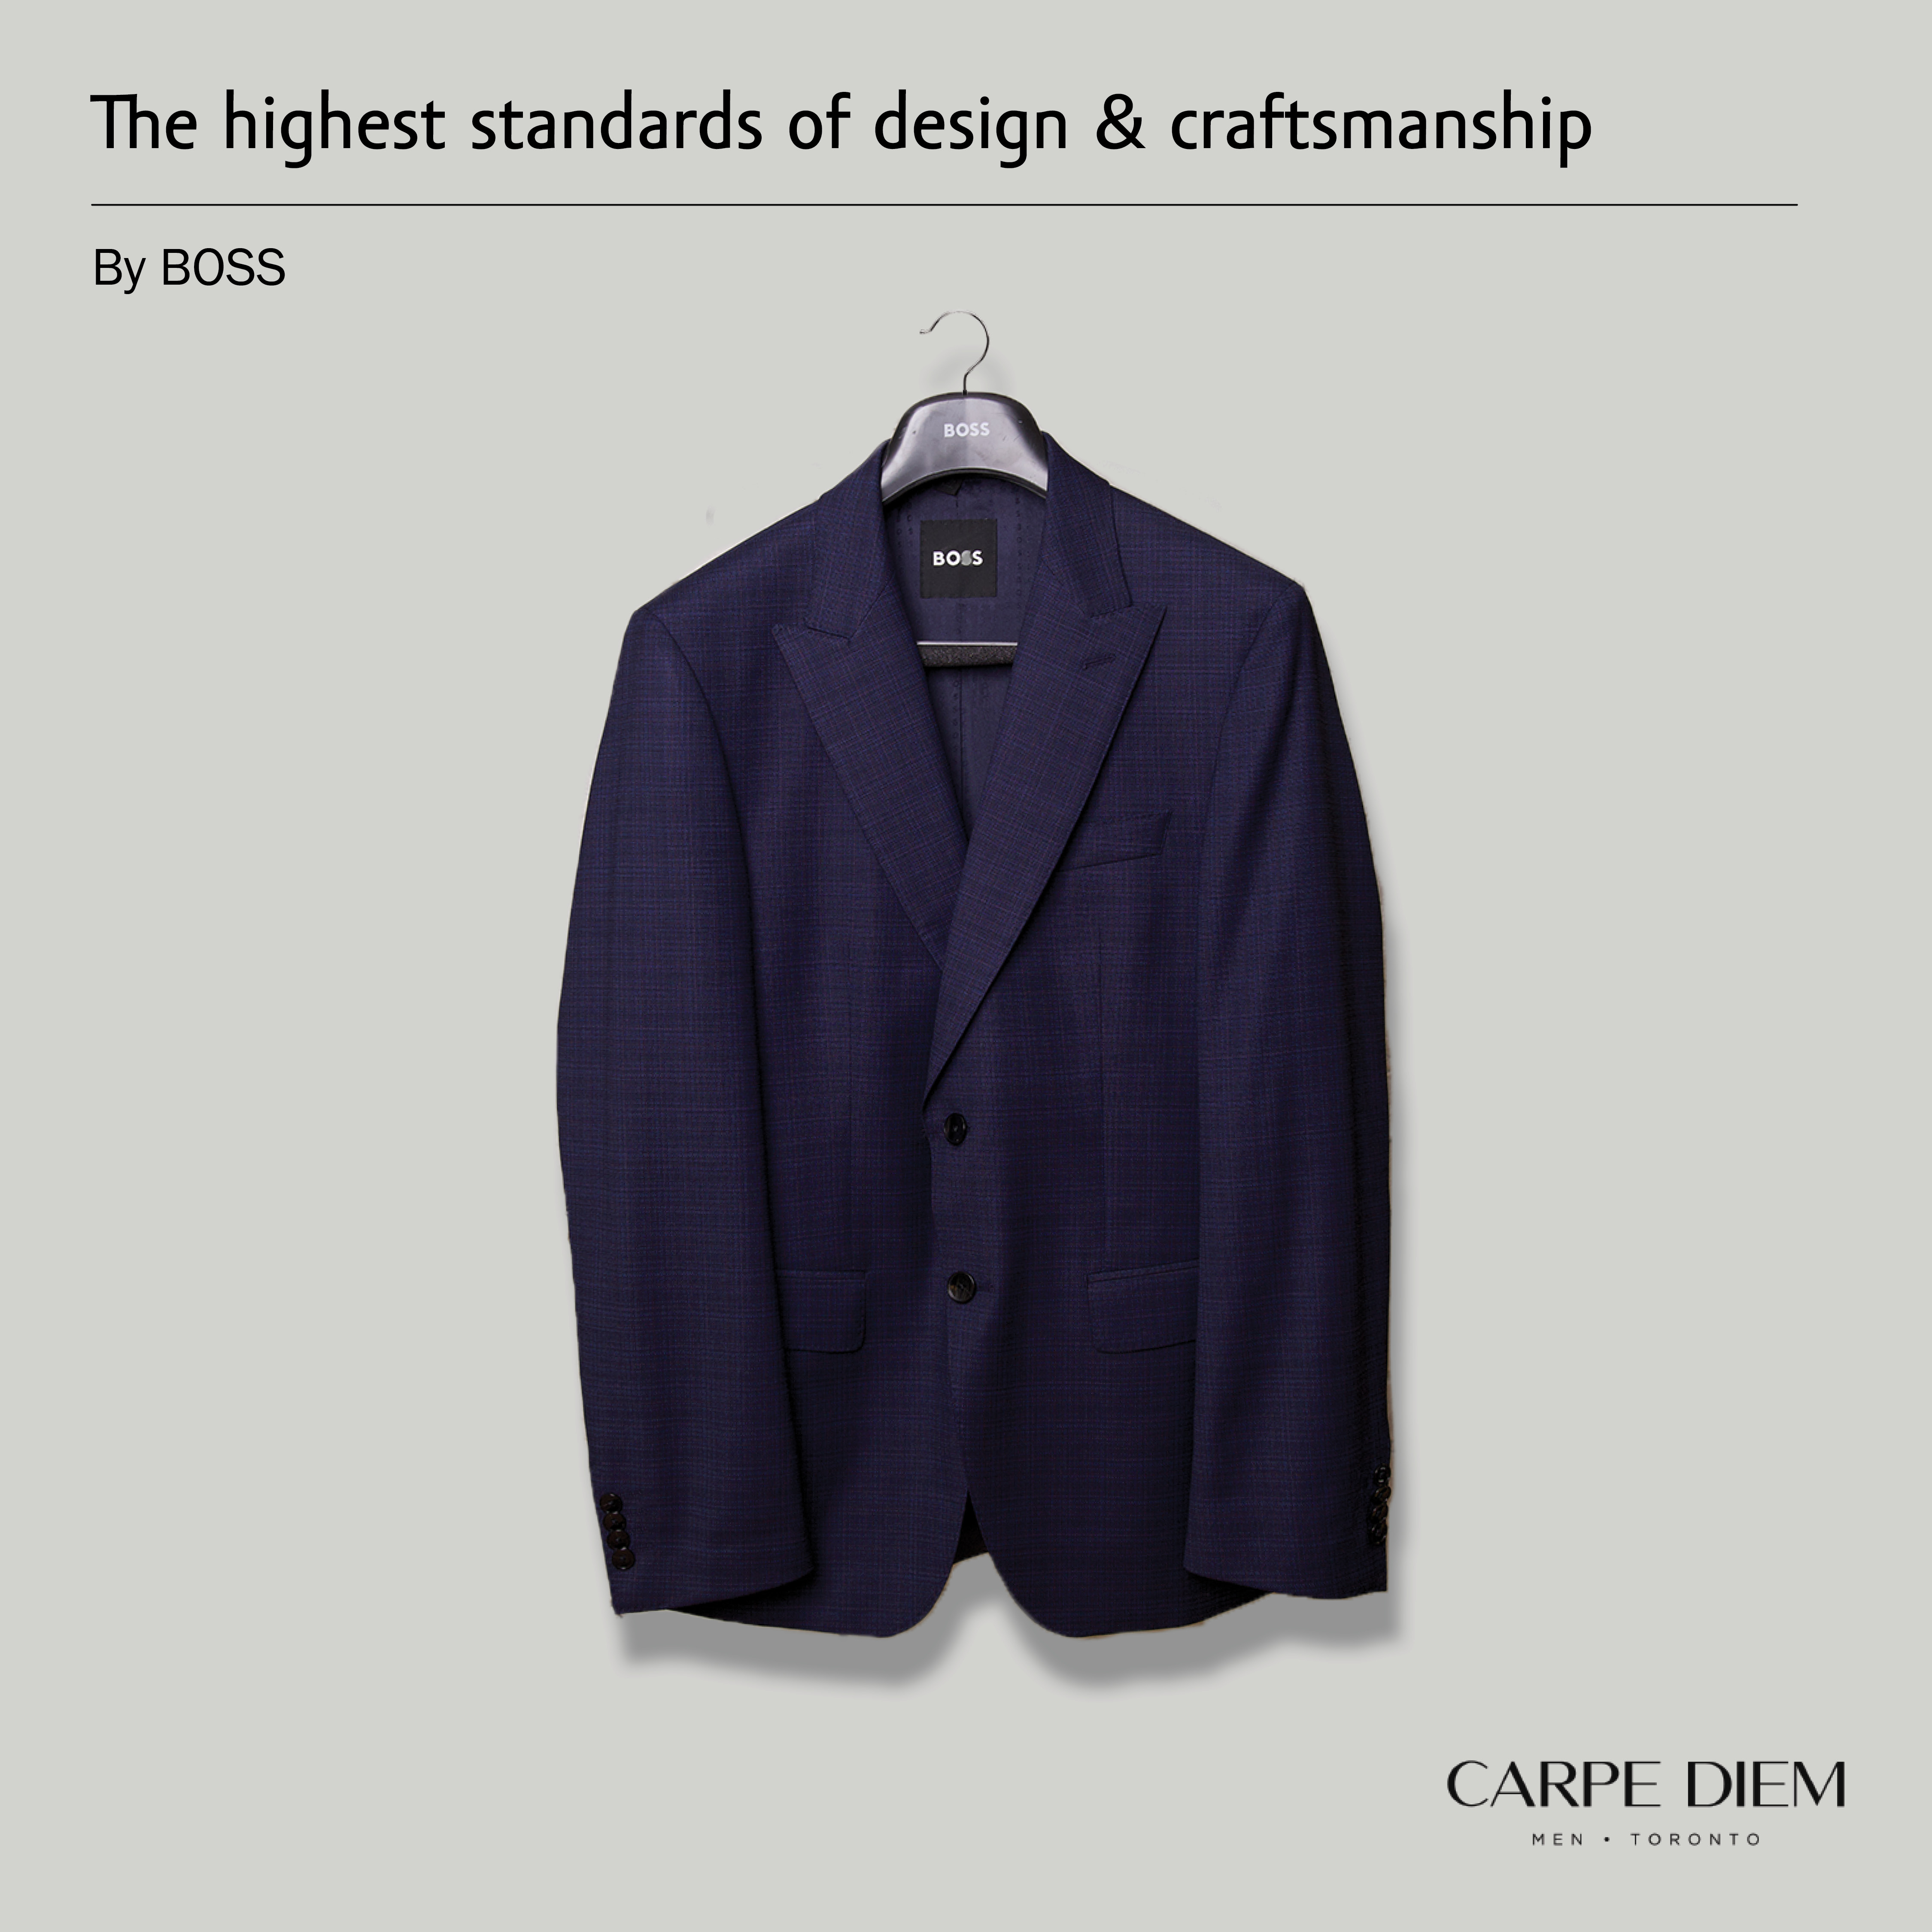 The highest standards of design & craftsmanship
By BOSS
BOSS
BOSS
CARPE DIEM
MEN • TORONTO